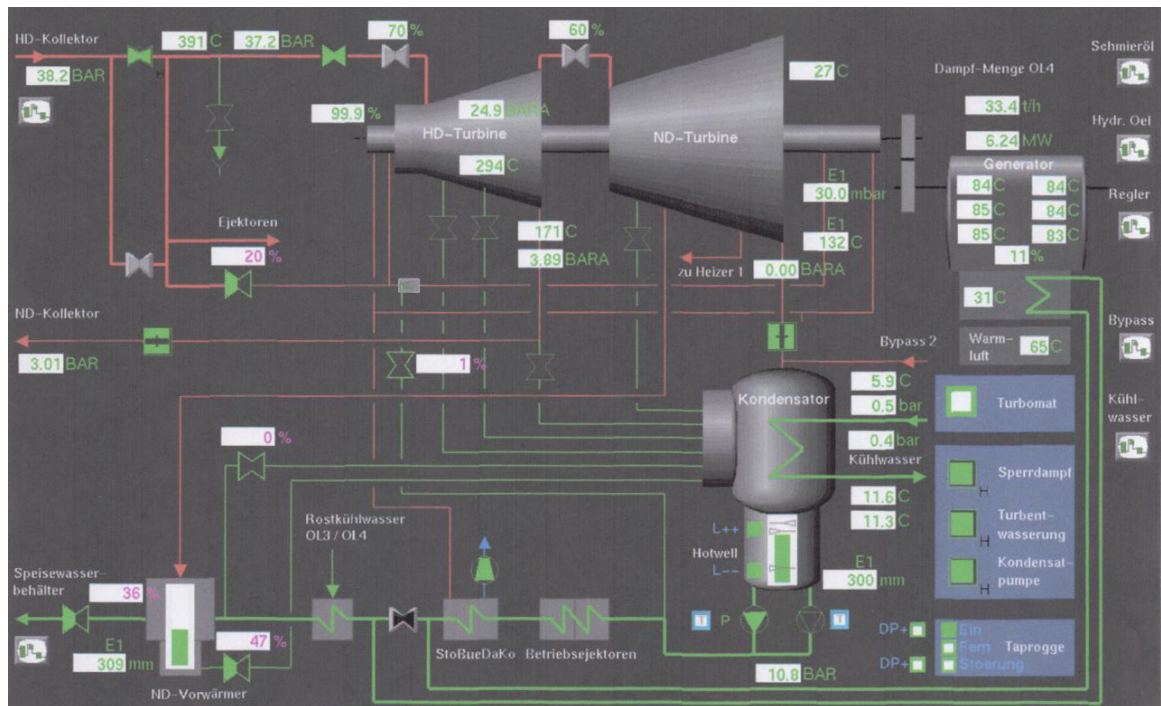 HD-Kollektor
391 C
37.2 BAR
70 %
60 %
38.2 BAR
H
27 C
Dampf-Menge OL4
Schmieröl
99.9 %
24.9 BARA
HD-Turbine
294 C
ND-Turbine
33.4 t/h
6.24 MW
Hydr. Oel
Generator
84 C
84 C
85 C
84 C
85 C
83 C
11 %
E1
30.0 mbar
E1
132 C
Regler
Ejektoren
20 %
171 C
3.89 BARA
zu Heizer 1
0.00 BARA
31 C
ND-Kollektor
3.01 BAR
Bypass
Bypass 2
Warm-
luft
65 C
1 %
Kondensator
5.9 C
0.5 bar
0.4 bar
Kühlwasser
11.6 C
11.3 C
Turbomat
Kühl-
wasser
0 %
Sperrdampf
H
Turbent-
wasserung
H
Kondensat-
pumpe
H
Rostkühlwasser
OL3 / OL4
L++
Hotwell
L--
E1
300 mm
Speisewasser-
behälter
36 %
E1
309 mm
47 %
ND-Vorwärmer
StoBueDaKo
Betriebsejektoren
T
P
T
10.8 BAR
DP+
DP+
Ein
Fern
Stoerung
Taprogge